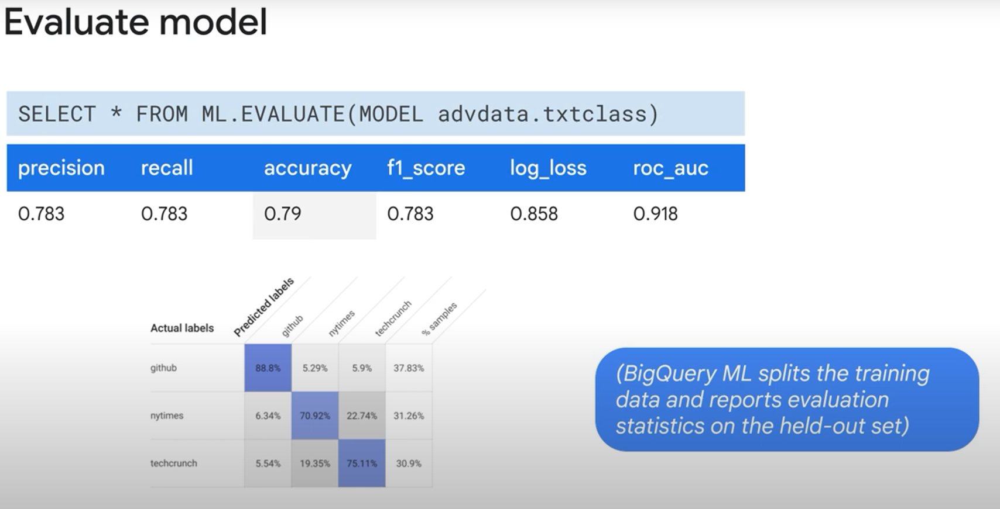 Evaluate model
SELECT * FROM ML.EVALUATE(MODEL advdata.txtclass)
precision recall accuracy f1_score log_loss roc_auc
0.783 0.783 0.79 0.783 0.858 0.918
Actual labels Predicted labels github nytimes techcrunch % samples
github 88.8% 5.29% 5.9% 37.83%
nytimes 6.34% 70.92% 22.74% 31.26%
techcrunch 5.54% 19.35% 75.11% 30.9%
(BigQuery ML splits the training
data and reports evaluation
statistics on the held-out set)